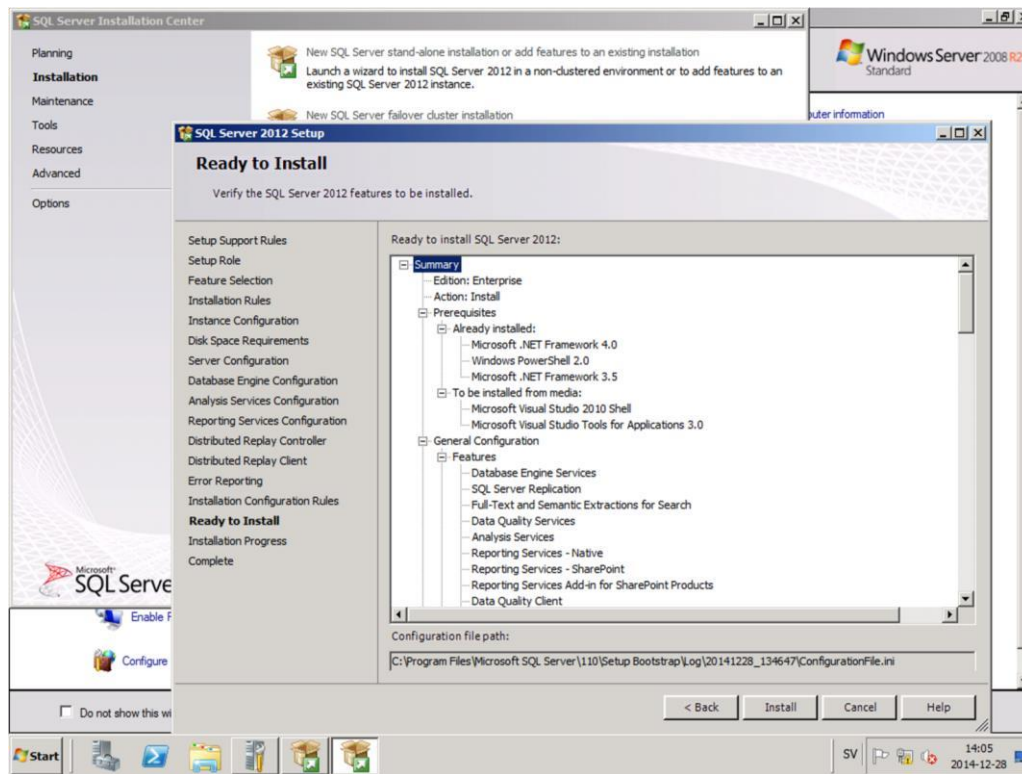 SQL Server Installation Center
Planning
Installation
Maintenance
Tools
Resources
Advanced
Options
New SQL Server stand-alone installation or add features to an existing installation
Launch a wizard to install SQL Server 2012 in a non-clustered environment or to add features to an
existing SQL Server 2012 instance.
New SQL Server failover cluster installation
Windows Server 2008 R2
Standard
SQL Server 2012 Setup
Ready to Install
Verify the SQL Server 2012 features to be installed.
Setup Support Rules
Setup Role
Feature Selection
Installation Rules
Instance Configuration
Disk Space Requirements
Server Configuration
Database Engine Configuration
Analysis Services Configuration
Reporting Services Configuration
Distributed Replay Controller
Distributed Replay Client
Error Reporting
Installation Configuration Rules
Ready to Install
Installation Progress
Complete
Ready to install SQL Server 2012:
Summary
Edition: Enterprise
Action: Install
Prerequisites
Already installed:
Microsoft .NET Framework 4.0
Windows PowerShell 2.0
Microsoft .NET Framework 3.5
To be installed from media:
Microsoft Visual Studio 2010 Shell
Microsoft Visual Studio Tools for Applications 3.0
General Configuration
Features
Database Engine Services
SQL Server Replication
Full-Text and Semantic Extractions for Search
Data Quality Services
Analysis Services
Reporting Services - Native
Reporting Services - SharePoint
Reporting Services Add-in for SharePoint Products
Data Quality Client
Configuration file path:
C:\Program Files\Microsoft SQL Server\110\Setup Bootstrap\Log\20141228_134647\ConfigurationFile.ini
< Back
Install
Cancel
Help
uter information
Microsoft
SQL Serve
Enable
Configure
Do not show this wi
Start
SV
14:05
2014-12-28